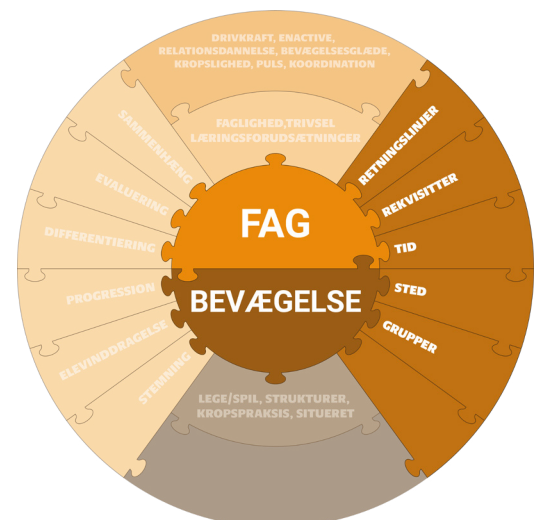 DRIVKRAFT, ENACTIVE,
RELATIONSDANNELSE, BEVÆGELSESGLÆDE,
KROPSLIGHED, PULS, KOORDINATION
FAGLIGHED,TRIVSEL
LÆRINGSFORUDSÆTNINGER
SAMMENHÆNG
EVALUERING
DIFFERENTIERING
PROGRESSION
ELEVINDDRAGELSE
STEMNING
FAG
BEVÆGELSE
RETNINGSLINJER
REKVISITTER
TID
STED
GRUPPER
LEGE/SPIL, STRUKTURER,
KROPSPRAKSIS, SITUERET